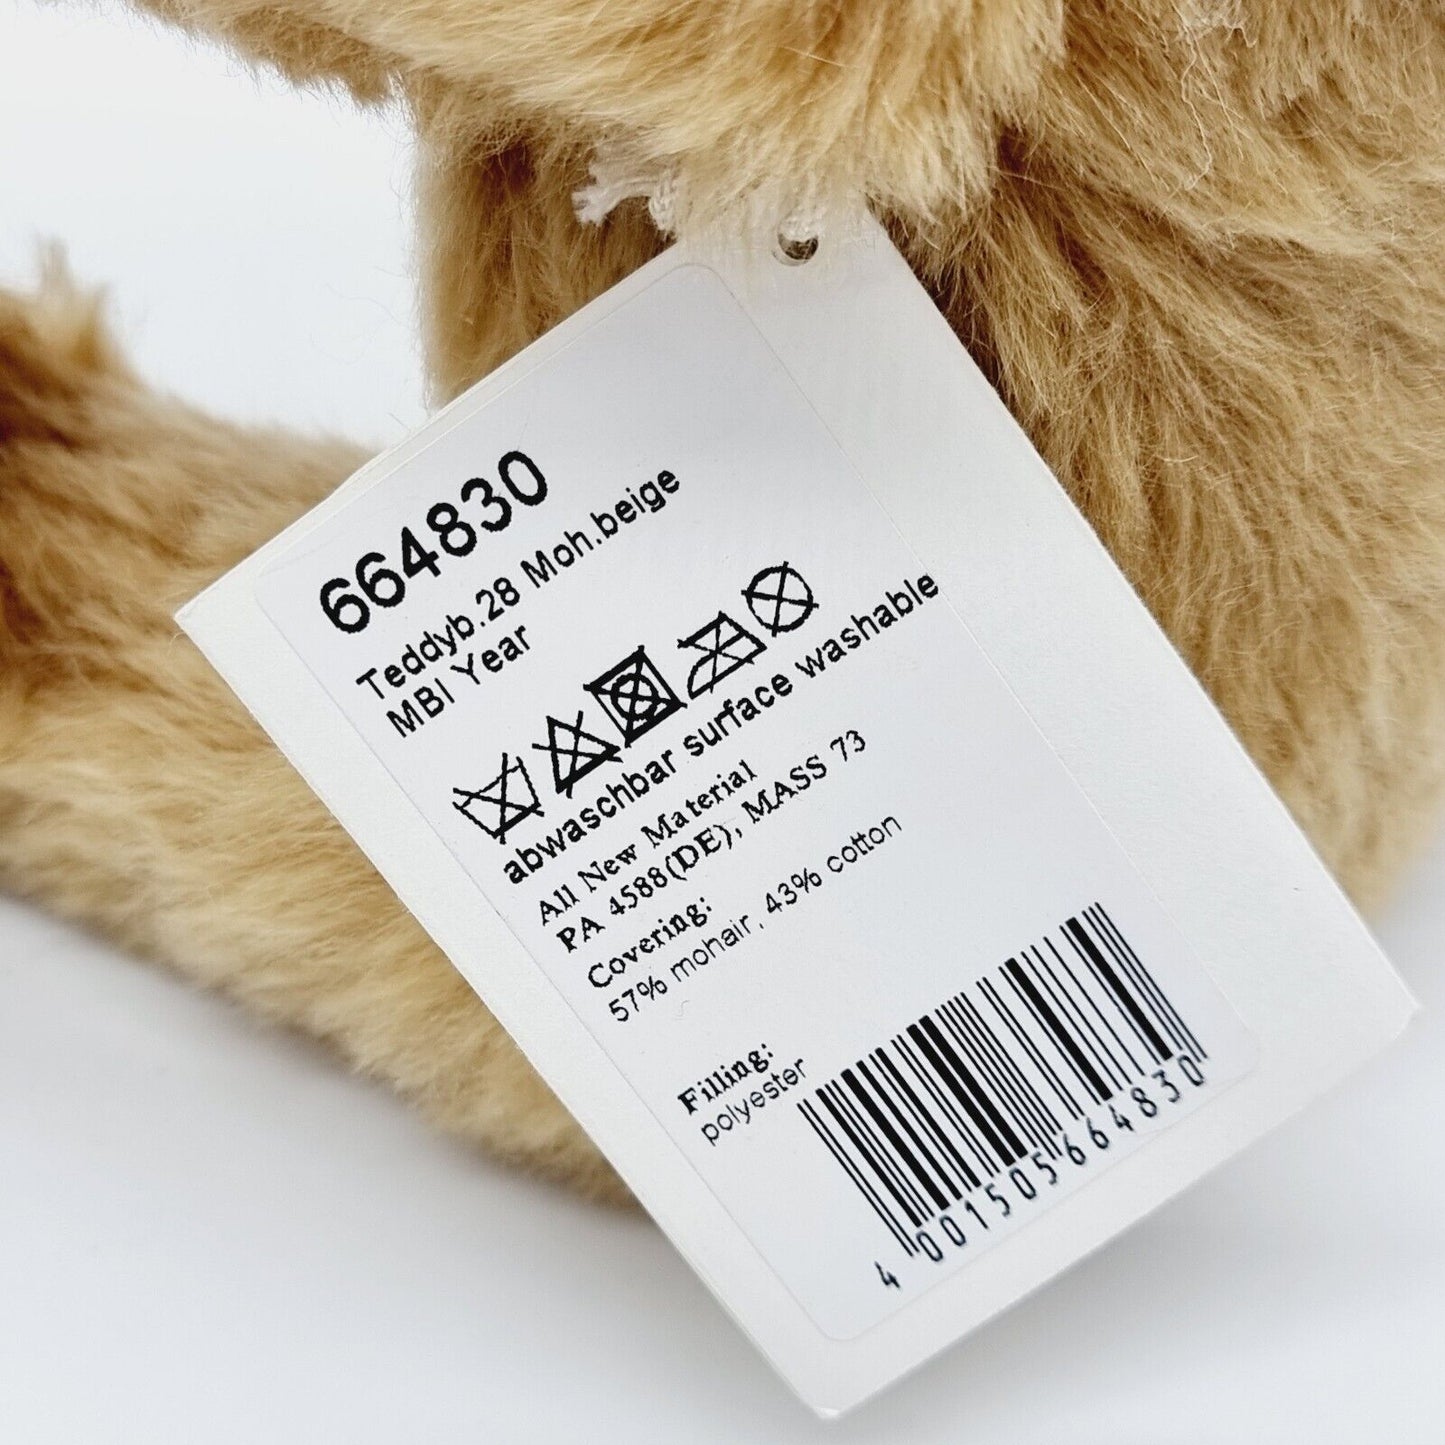 664830
Teddyb.28 Moh.beige
MBI Year
abwaschbar surface washable
All New Material
PA 4588(DE), MASS 73
Covering:
57% mohair, 43% cotton
Filling:
polyester
4 001505 664830